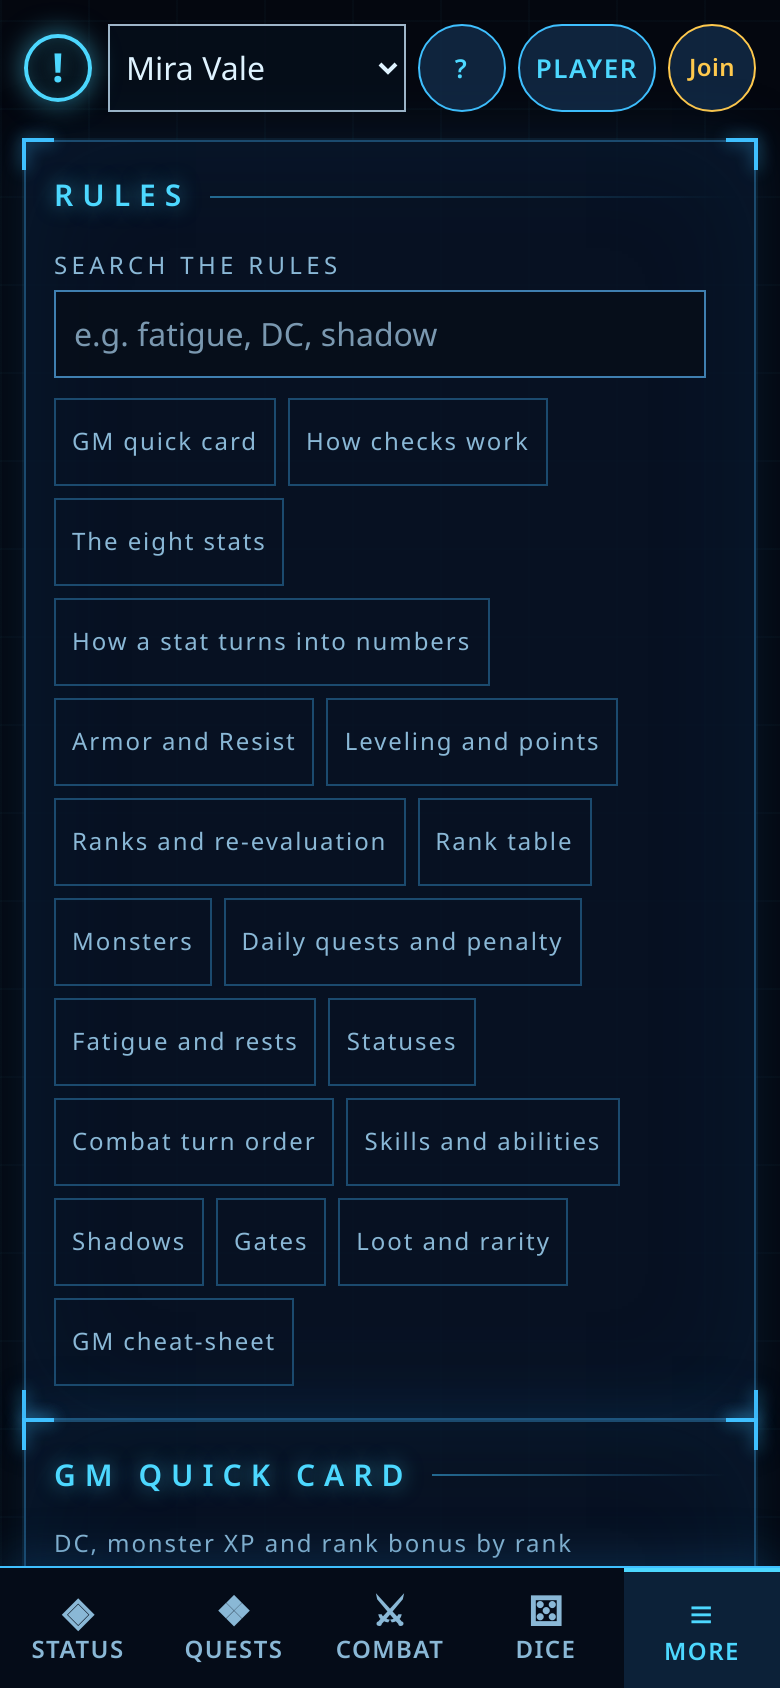 !
Mira Vale
?
PLAYER
Join
RULES
SEARCH THE RULES
e.g. fatigue, DC, shadow
GM quick card
How checks work
The eight stats
How a stat turns into numbers
Armor and Resist
Leveling and points
Ranks and re-evaluation
Rank table
Monsters
Daily quests and penalty
Fatigue and rests
Statuses
Combat turn order
Skills and abilities
Shadows
Gates
Loot and rarity
GM cheat-sheet
GM QUICK CARD
DC, monster XP and rank bonus by rank
STATUS
QUESTS
COMBAT
DICE
MORE